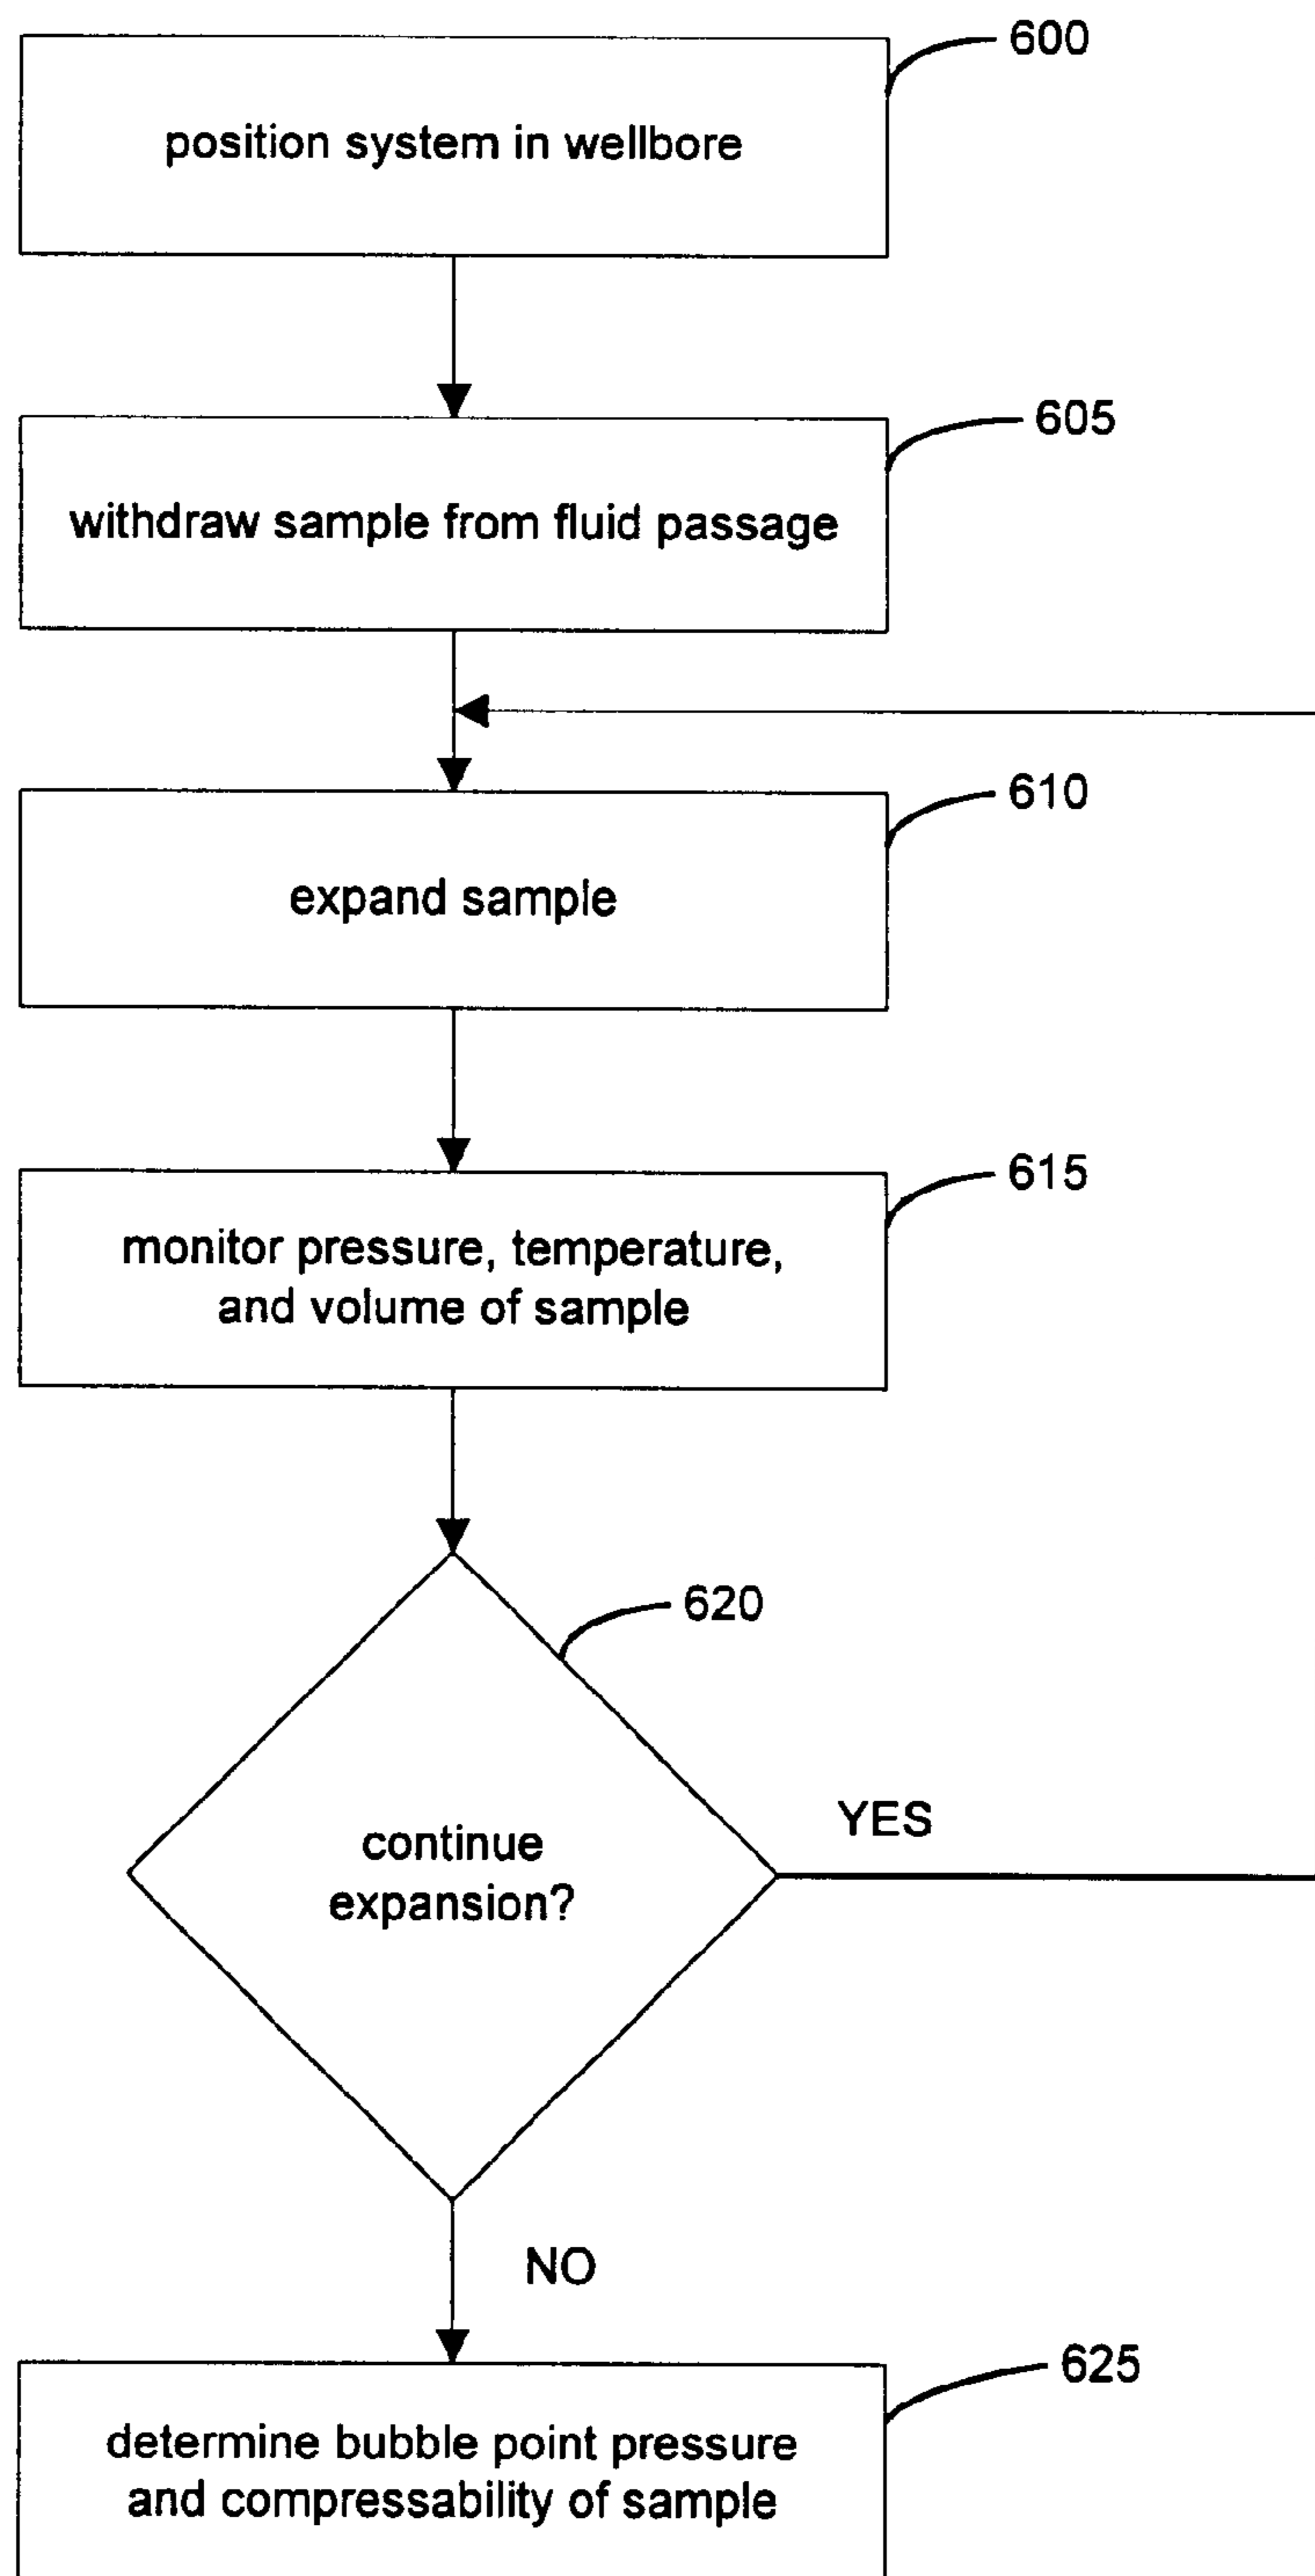 600
position system in wellbore
605
withdraw sample from fluid passage
610
expand sample
615
monitor pressure, temperature,
and volume of sample
620
continue
expansion?
YES
NO
625
determine bubble point pressure
and compressability of sample